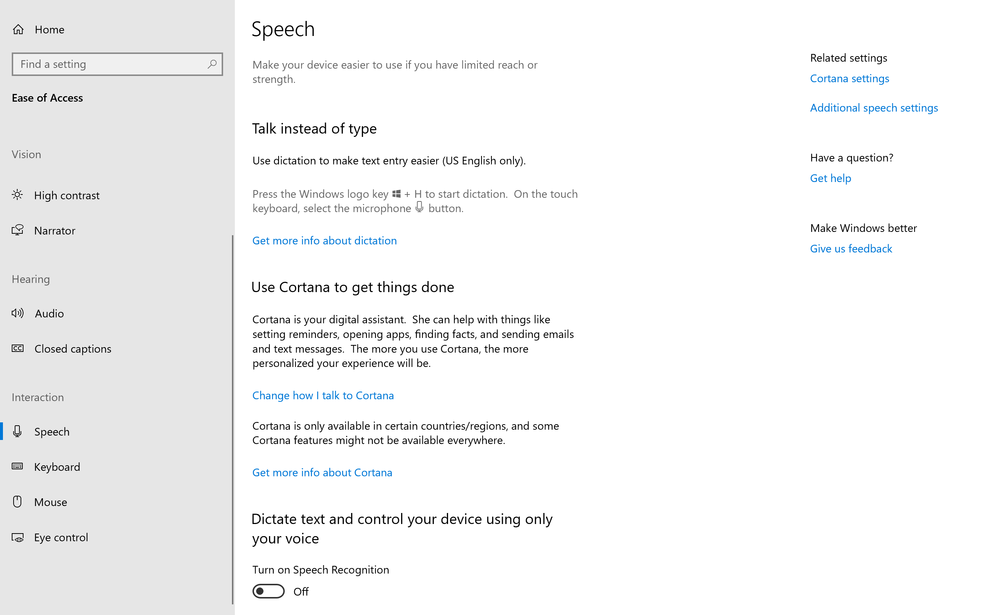 Home
Find a setting
Ease of Access
Vision
High contrast
Narrator
Hearing
Audio
Closed captions
Interaction
Speech
Keyboard
Mouse
Eye control
Speech
Make your device easier to use if you have limited reach or
strength.
Talk instead of type
Use dictation to make text entry easier (US English only).
Press the Windows logo key + H to start dictation. On the touch
keyboard, select the microphone button.
Get more info about dictation
Use Cortana to get things done
Cortana is your digital assistant. She can help with things like
setting reminders, opening apps, finding facts, and sending emails
and text messages. The more you use Cortana, the more
personalized your experience will be.
Change how I talk to Cortana
Cortana is only available in certain countries/regions, and some
Cortana features might not be available everywhere.
Get more info about Cortana
Dictate text and control your device using only
your voice
Turn on Speech Recognition
Off
Related settings
Cortana settings
Additional speech settings
Have a question?
Get help
Make Windows better
Give us feedback